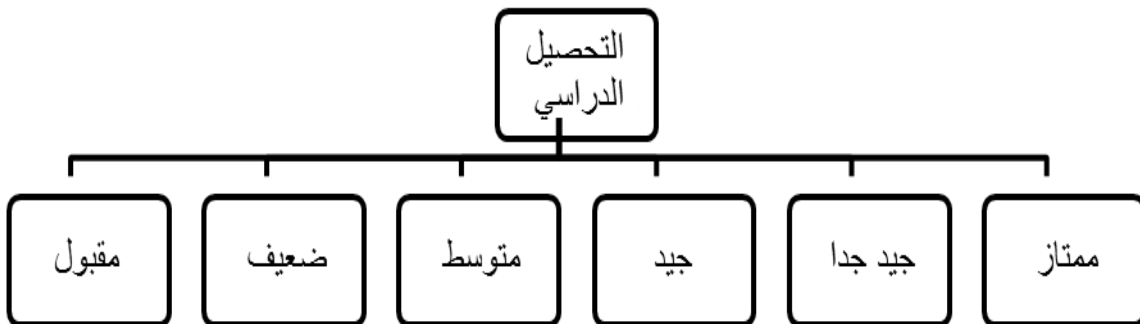 التحصيل
الدراسي
ممتاز
جيد جدا
جيد
متوسط
ضعيف
مقبول